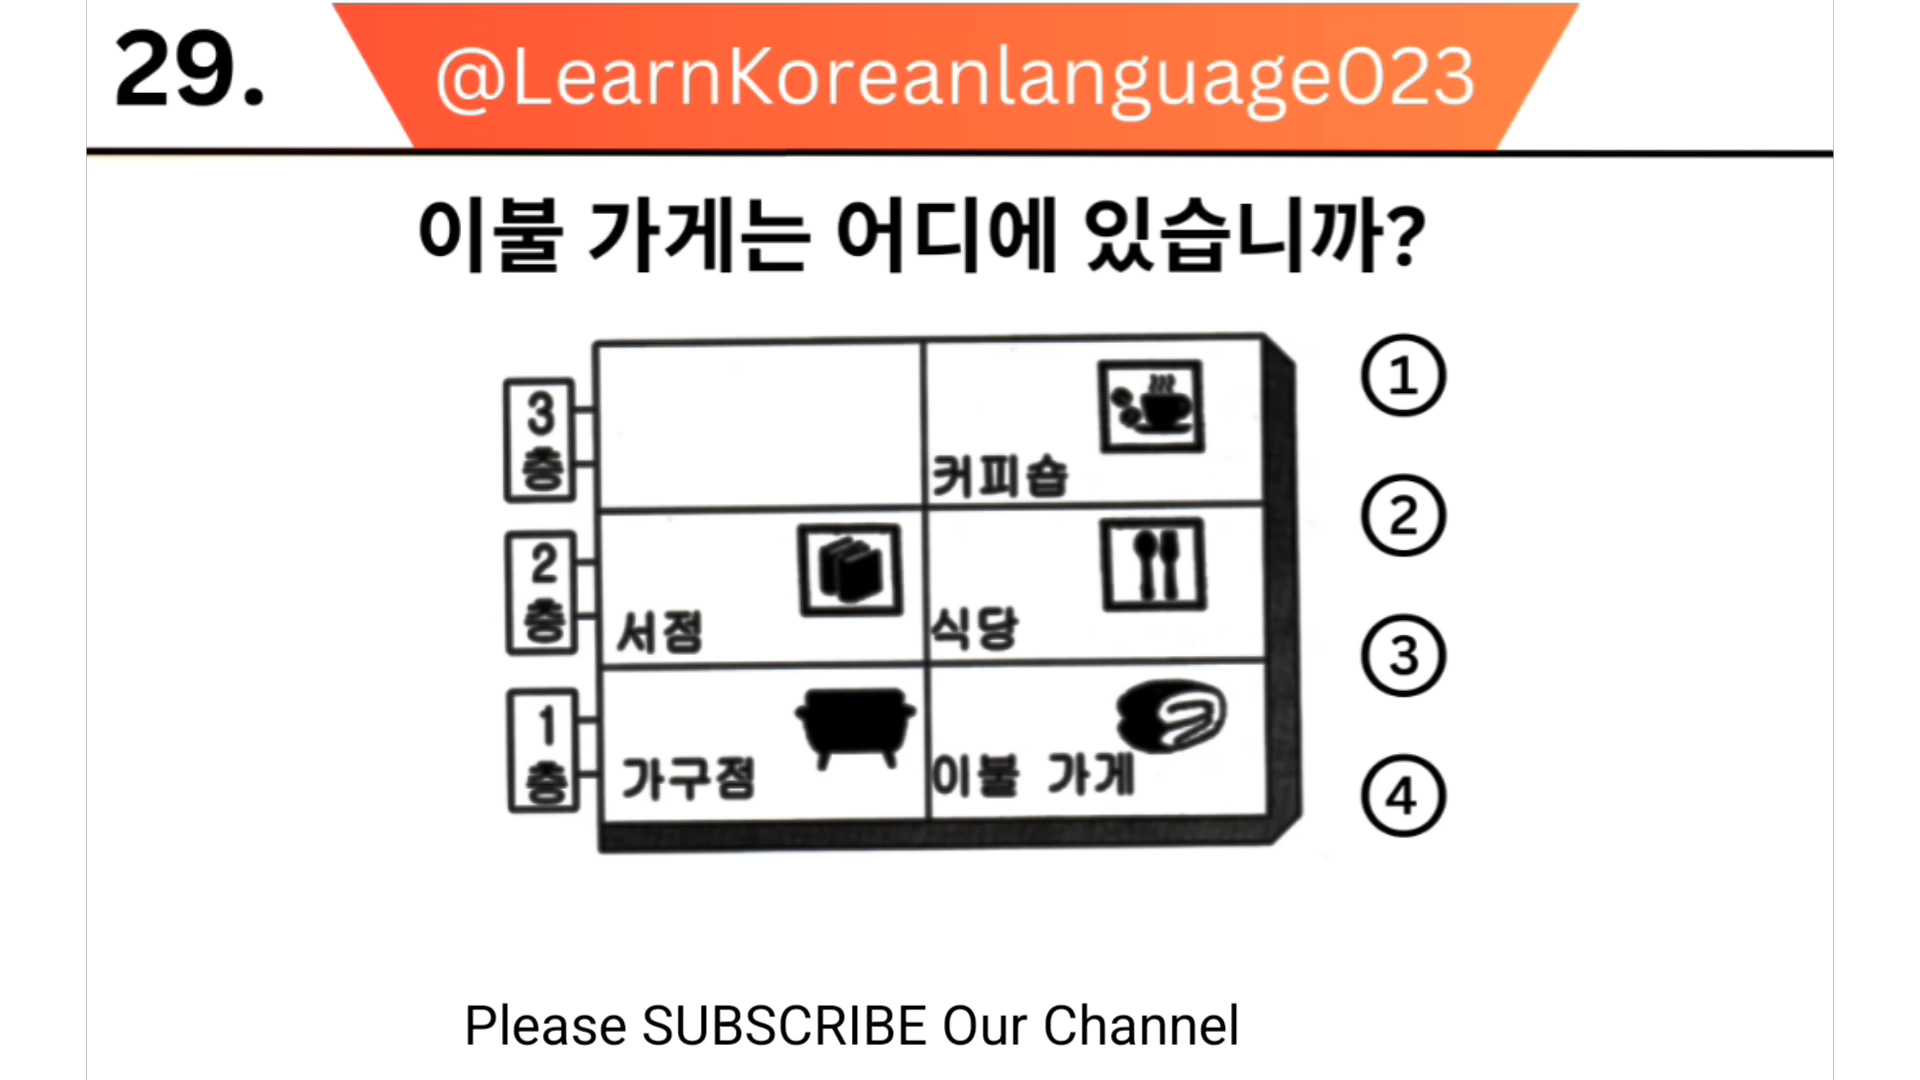 29.
@LearnKoreanlanguage023
이불 가게는 어디에 있습니까?
3층
커피숍
2층
서점
식당
1층
가구점
이불 가게
①
②
③
④
Please SUBSCRIBE Our Channel